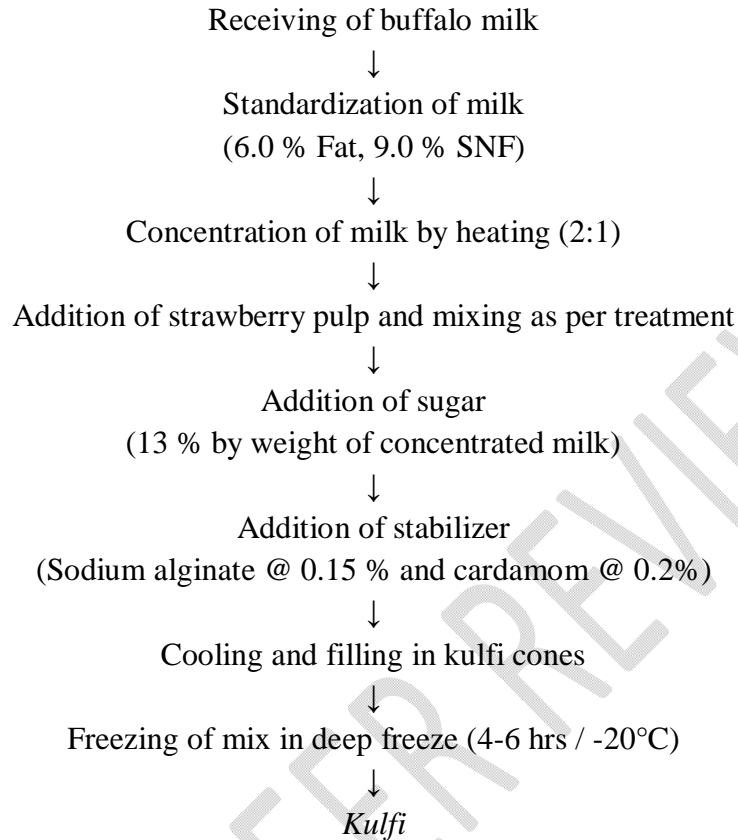 Receiving of buffalo milk
↓
Standardization of milk
(6.0 % Fat, 9.0 % SNF)
↓
Concentration of milk by heating (2:1)
↓
Addition of strawberry pulp and mixing as per treatment
↓
Addition of sugar
(13 % by weight of concentrated milk)
↓
Addition of stabilizer
(Sodium alginate @ 0.15 % and cardamom @ 0.2%)
↓
Cooling and filling in kulfi cones
↓
Freezing of mix in deep freeze (4-6 hrs / -20°C)
↓
Kulfi
ER REVIE